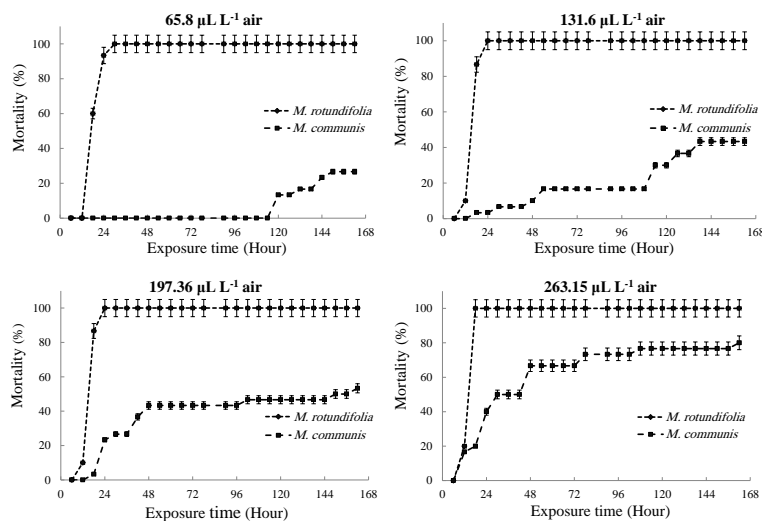 65.8 µL L⁻¹ air
Mortality (%)
100
80
60
40
20
0
M. rotundifolia
M. communis
0 24 48 72 96 120 144 168
Exposure time (Hour)
131.6 µL L⁻¹ air
Mortality (%)
100
80
60
40
20
0
M. rotundifolia
M. communis
0 24 48 72 96 120 144 168
Exposure time (Hour)
197.36 µL L⁻¹ air
Mortality (%)
100
80
60
40
20
0
M. rotundifolia
M. communis
0 24 48 72 96 120 144 168
Exposure time (Hour)
263.15 µL L⁻¹ air
Mortality (%)
100
80
60
40
20
0
M. rotundifolia
M. communis
0 24 48 72 96 120 144 168
Exposure time (Hour)